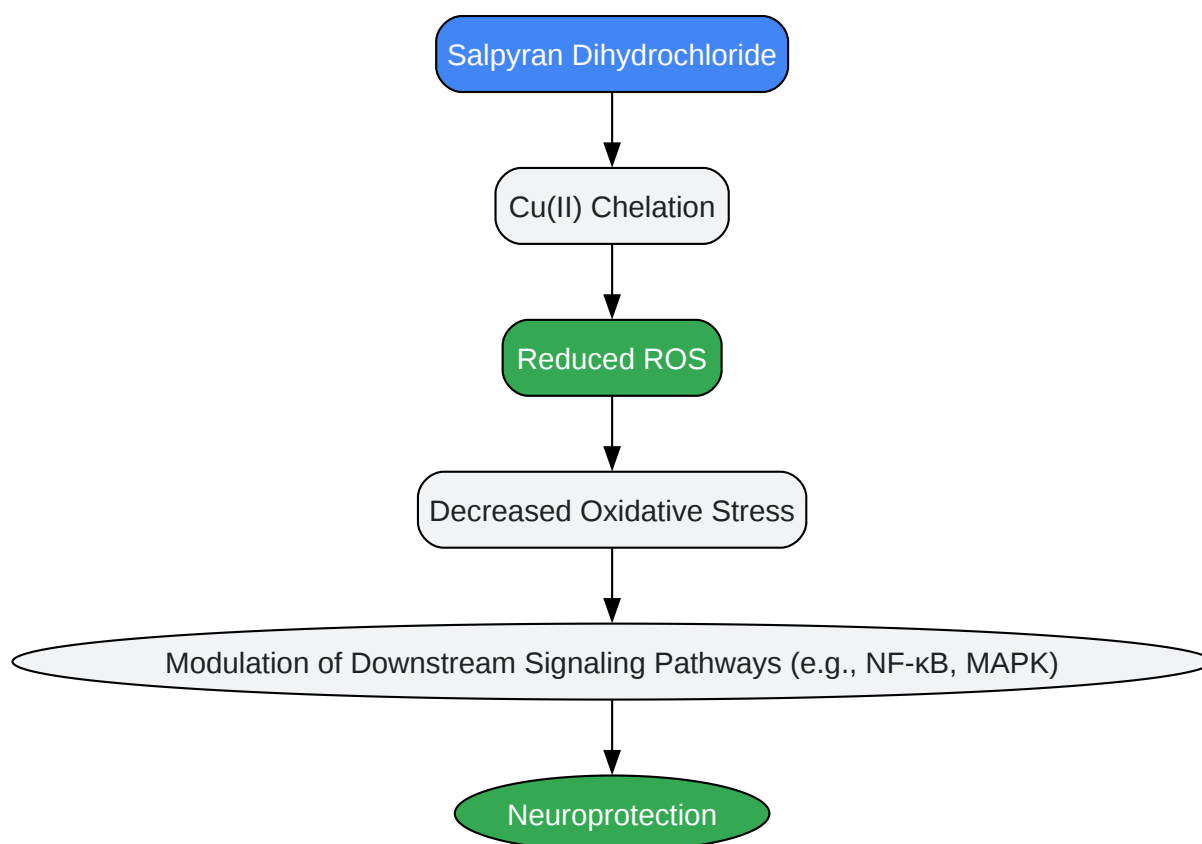 Salpyran Dihydrochloride
Cu(II) Chelation
Reduced ROS
Decreased Oxidative Stress
Modulation of Downstream Signaling Pathways (e.g., NF-κB, MAPK)
Neuroprotection